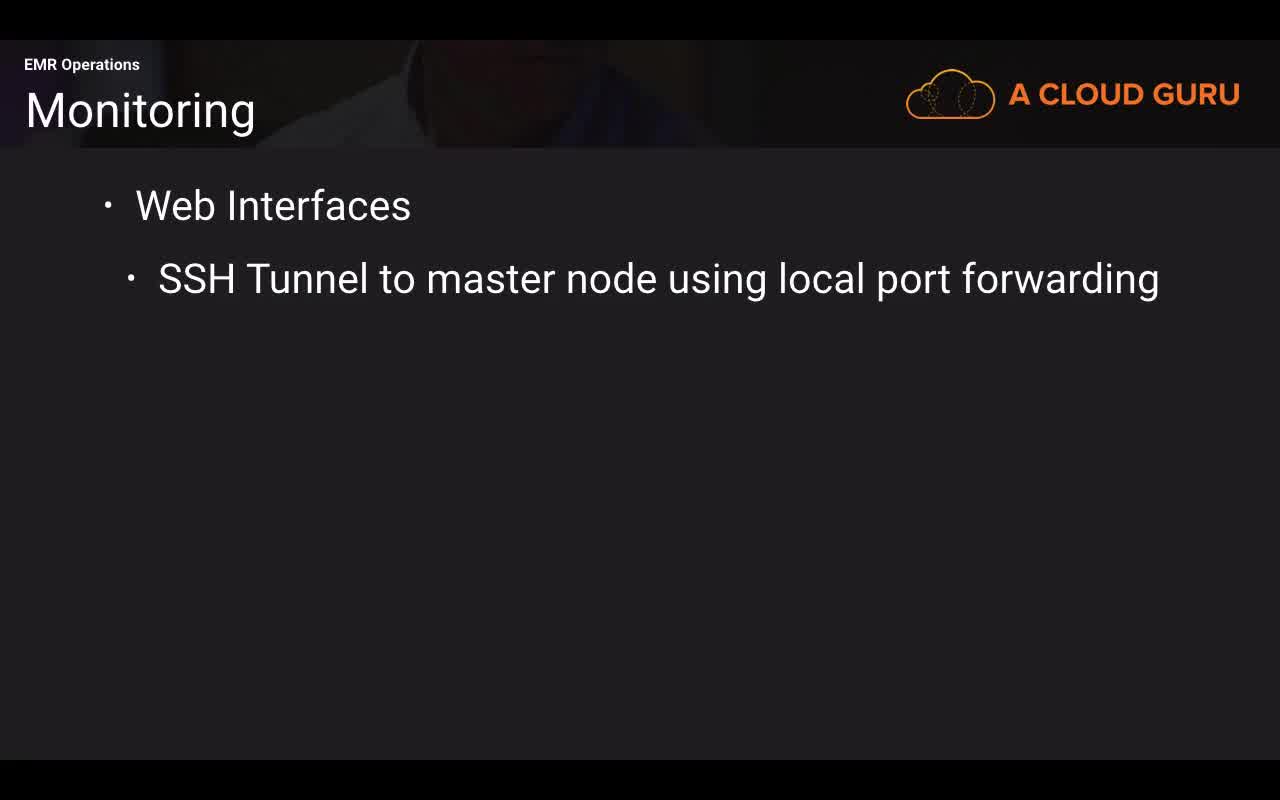 EMR Operations
Monitoring
A CLOUD GURU
• Web Interfaces
• SSH Tunnel to master node using local port forwarding